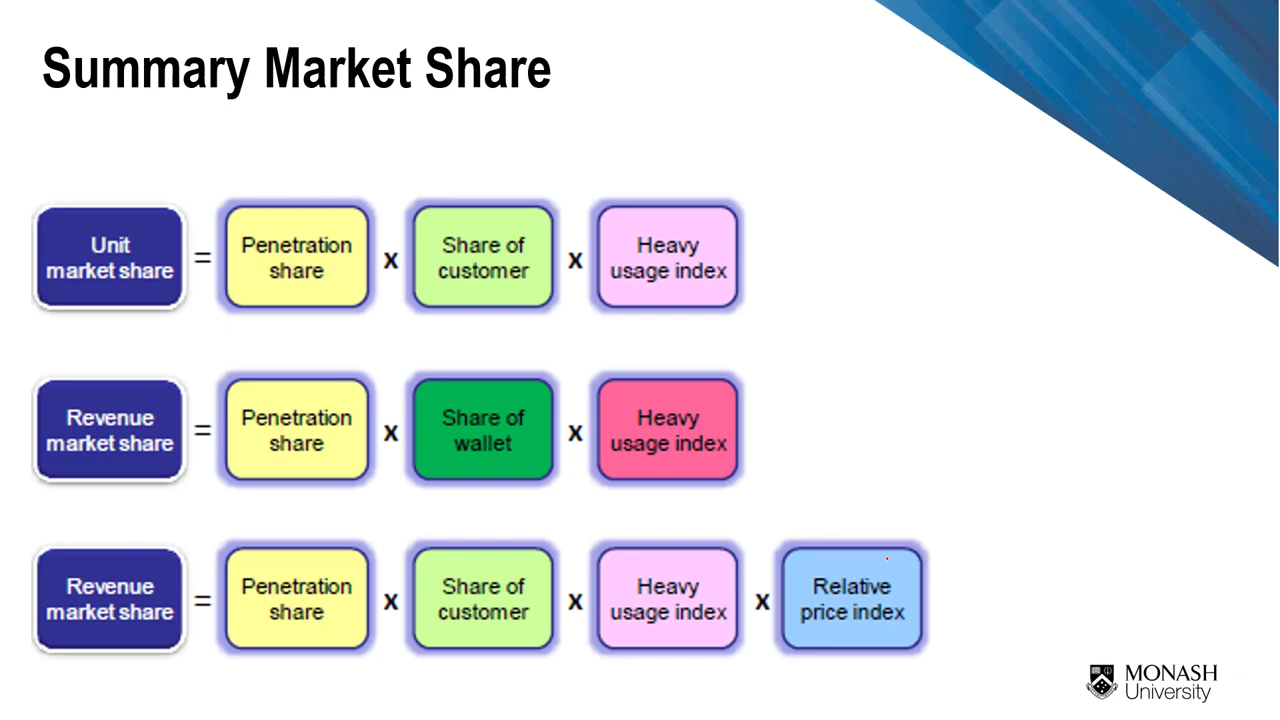 Summary Market Share
Unit
market share
=
Penetration
share
x
Share of
customer
x
Heavy
usage index
Revenue
market share
=
Penetration
share
x
Share of
wallet
x
Heavy
usage index
Revenue
market share
=
Penetration
share
x
Share of
customer
x
Heavy
usage index
x
Relative
price index
MONASH
University